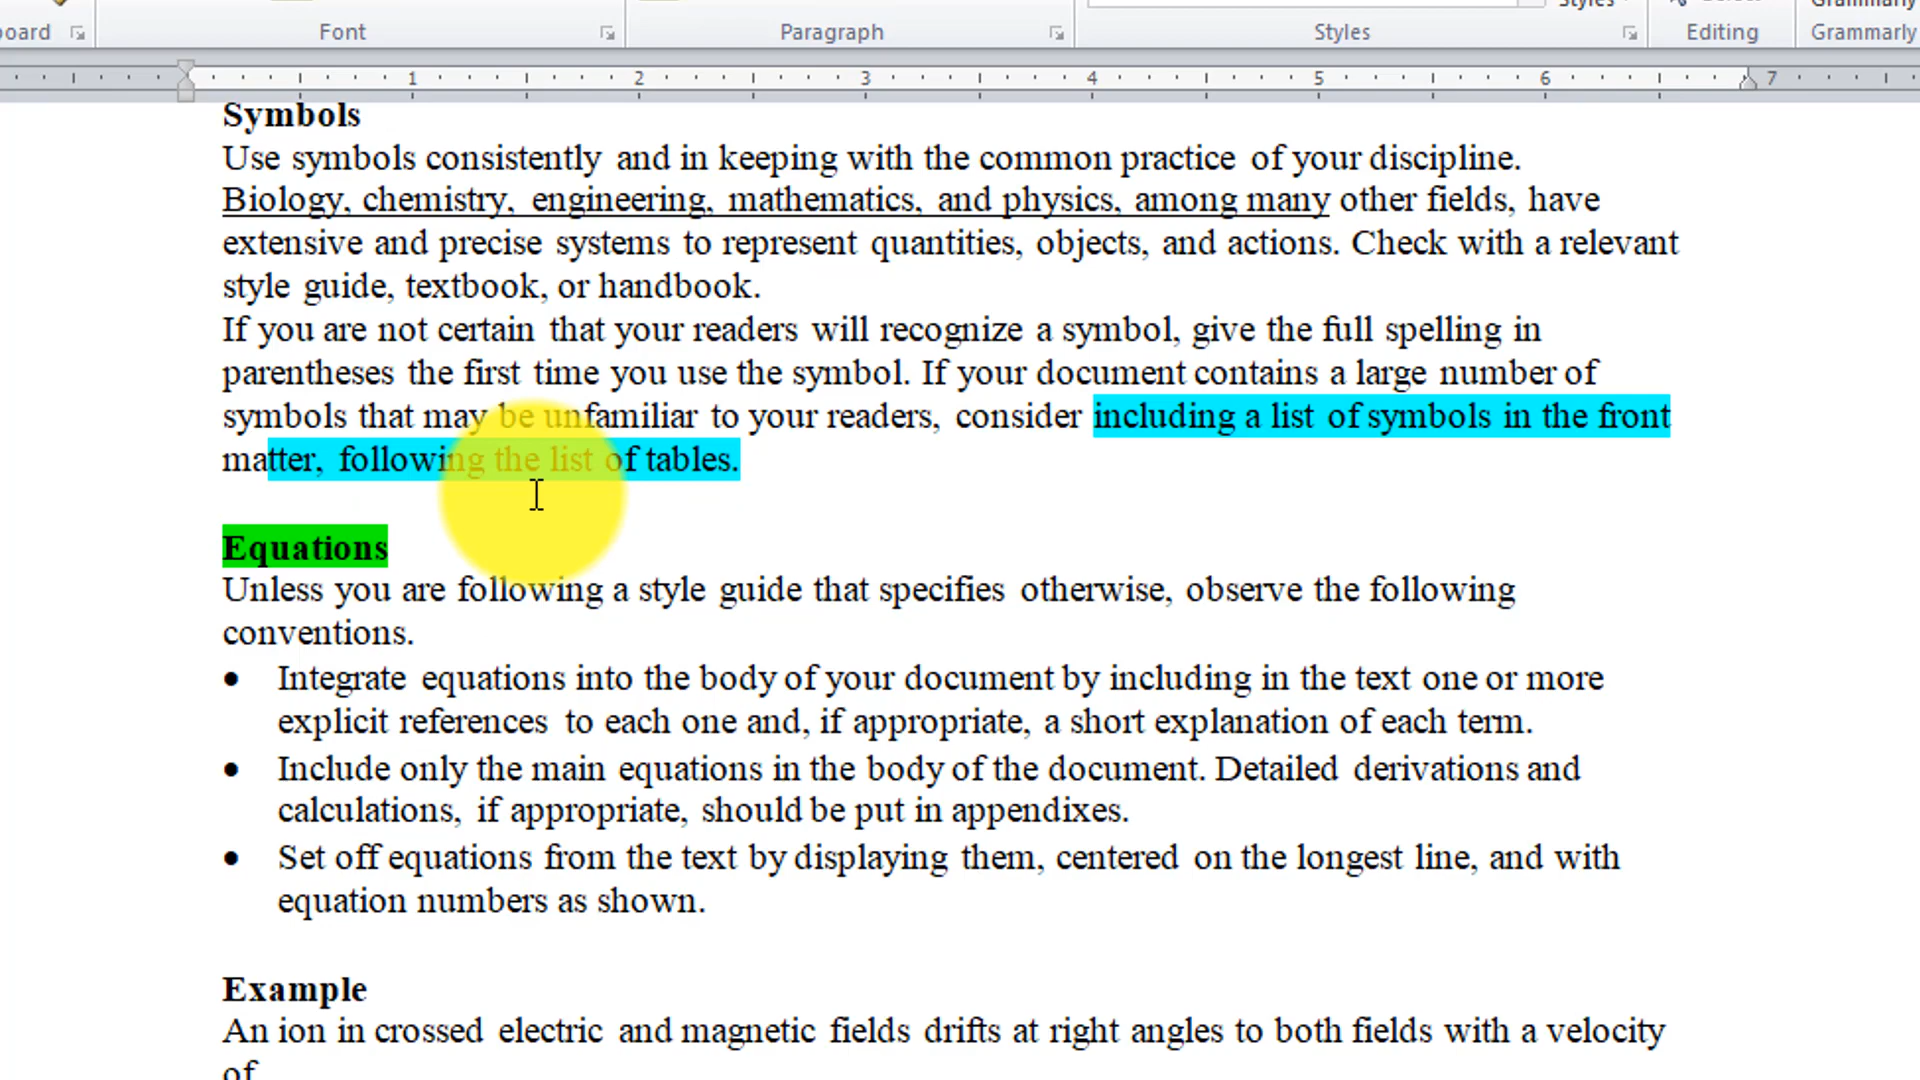 board
Font
Paragraph
Styles
Styles
Editing
Grammarly
1 2 3 4 5 6 7
Symbols
Use symbols consistently and in keeping with the common practice of your discipline.
Biology, chemistry, engineering, mathematics, and physics, among many other fields, have
extensive and precise systems to represent quantities, objects, and actions. Check with a relevant
style guide, textbook, or handbook.
If you are not certain that your readers will recognize a symbol, give the full spelling in
parentheses the first time you use the symbol. If your document contains a large number of
symbols that may be unfamiliar to your readers, consider including a list of symbols in the front
matter, following the list of tables.
Equations
Unless you are following a style guide that specifies otherwise, observe the following
conventions.
• Integrate equations into the body of your document by including in the text one or more
explicit references to each one and, if appropriate, a short explanation of each term.
• Include only the main equations in the body of the document. Detailed derivations and
calculations, if appropriate, should be put in appendixes.
• Set off equations from the text by displaying them, centered on the longest line, and with
equation numbers as shown.
Example
An ion in crossed electric and magnetic fields drifts at right angles to both fields with a velocity
of